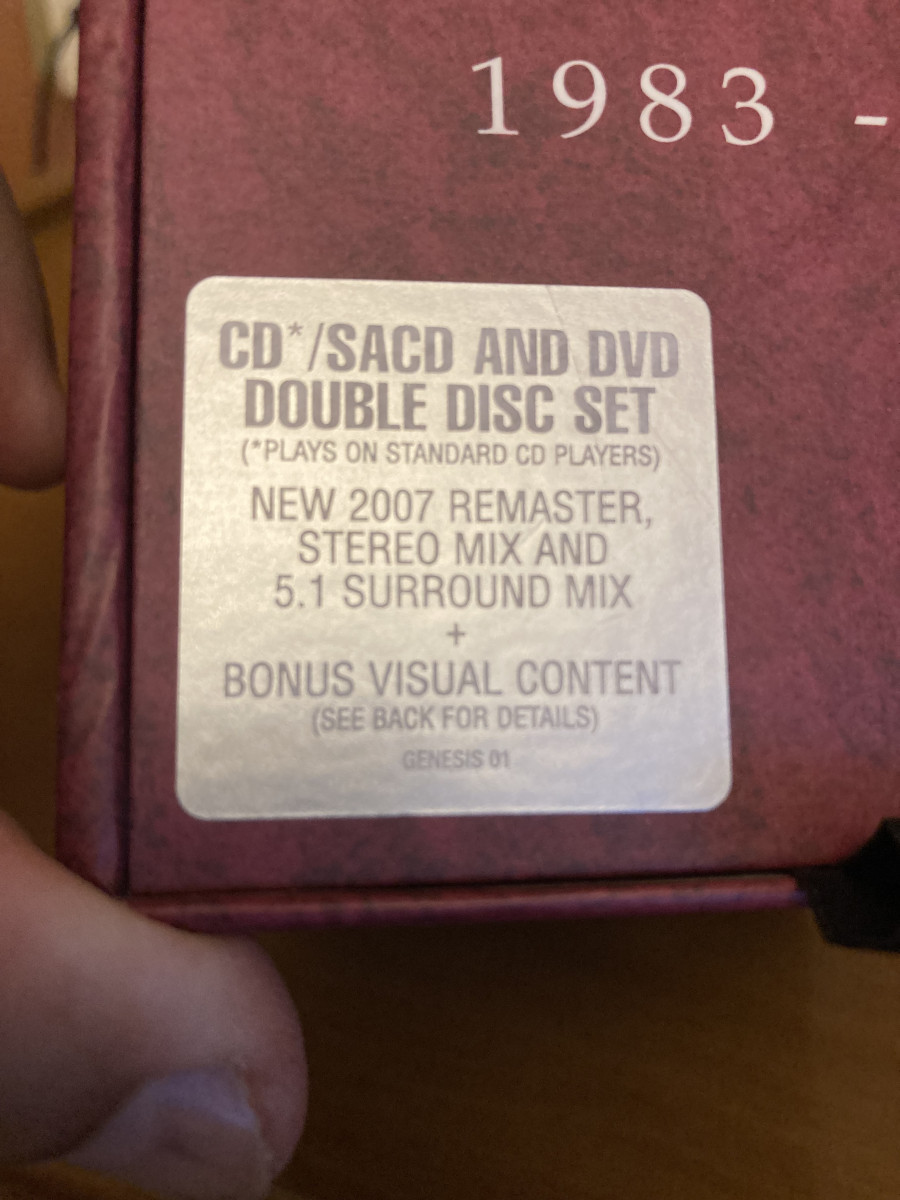 1983 -
CD*/SACD AND DVD
DOUBLE DISC SET
(*PLAYS ON STANDARD CD PLAYERS)
NEW 2007 REMASTER,
STEREO MIX AND
5.1 SURROUND MIX
+
BONUS VISUAL CONTENT
(SEE BACK FOR DETAILS)
GENESIS 01